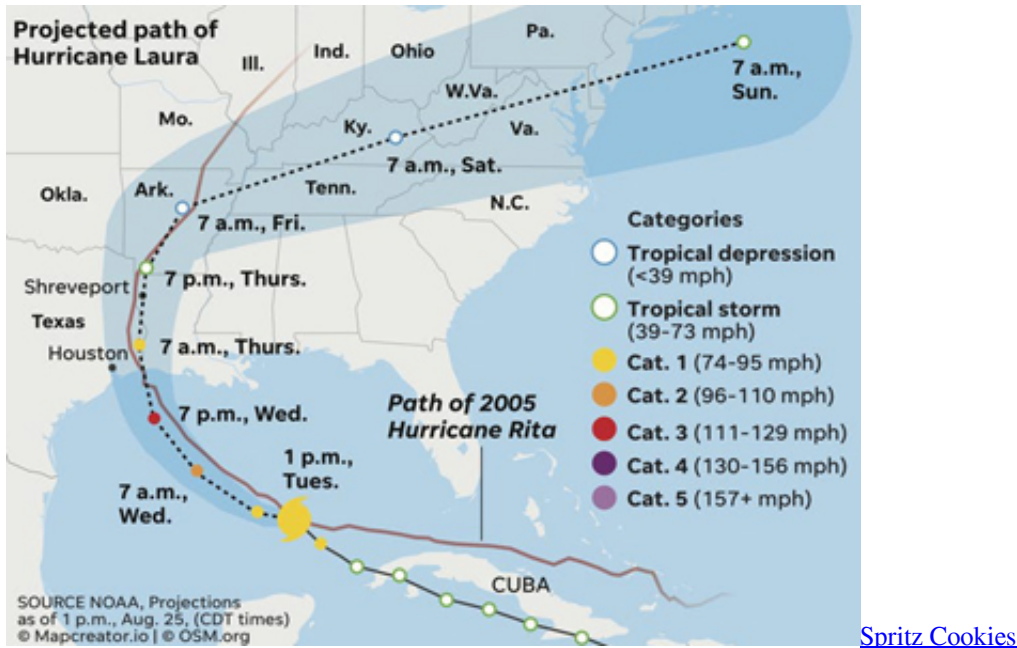 Projected path of
Hurricane Laura
Pa.
Ind.
Ohio
Ill.
7 a.m.,
Sun.
W.Va.
Mo.
Ky.
Va.
7 a.m., Sat.
Okla.
Ark.
Tenn.
N.C.
7 a.m., Fri.
Categories
Tropical depression
(<39 mph)
7 p.m., Thurs.
Shreveport
Tropical storm
(39-73 mph)
Texas
Houston
7 a.m., Thurs.
Cat. 1 (74-95 mph)
Cat. 2 (96-110 mph)
Path of 2005
Hurricane Rita
7 p.m., Wed.
Cat. 3 (111-129 mph)
1 p.m.,
Tues.
Cat. 4 (130-156 mph)
7 a.m.,
Wed.
Cat. 5 (157+ mph)
CUBA
SOURCE NOAA, Projections
as of 1 p.m., Aug. 25, (CDT times)
© Mapcreator.io | © OSM.org
Spritz Cookies